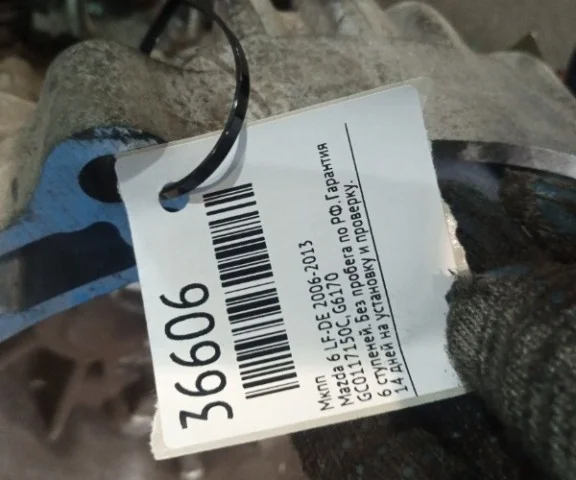 36606
Мкпп
Mazda 6 LF-DE 2006-2013
GC0117150C, G6170
6 ступеней. Без пробега по РФ. Гарантия
14 дней на установку и проверку.